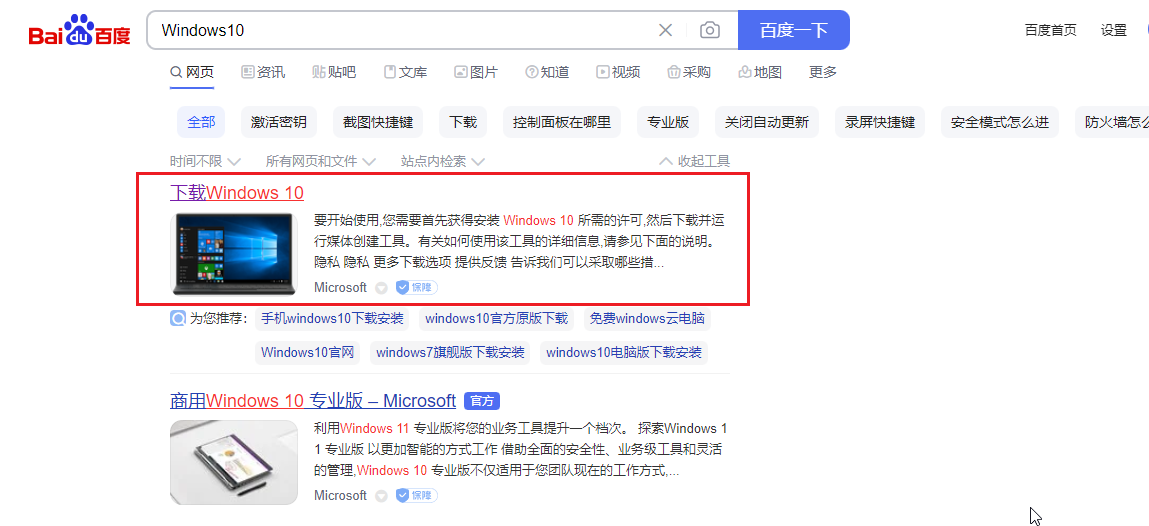 Bai du 百度 Windows10 百度一下 百度首页 设置
网页 资讯 贴吧 文库 图片 知道 视频 采购 地图 更多
全部 激活密钥 截图快捷键 下载 控制面板在哪里 专业版 关闭自动更新 录屏快捷键 安全模式怎么进 防火墙怎么
时间不限 所有网页和文件 站点内检索 收起工具
下载Windows 10
要开始使用,您需要首先获得安装 Windows 10 所需的许可,然后下载并运
行媒体创建工具。有关如何使用该工具的详细信息,请参见下面的说明。
隐私 隐私 更多下载选项 提供反馈 告诉我们可以采取哪些措...
Microsoft 保障
为您推荐: 手机windows10下载安装 windows10官方原版下载 免费windows云电脑
Windows10官网 windows7旗舰版下载安装 windows10电脑版下载安装
商用Windows 10 专业版 – Microsoft 官方
利用Windows 11 专业版将您的业务工具提升一个档次。 探索Windows 1
1 专业版 以更加智能的方式工作 借助全面的安全性、业务级工具和灵活
的管理,Windows 10 专业版不仅适用于您团队现在的工作方式,...
Microsoft 保障